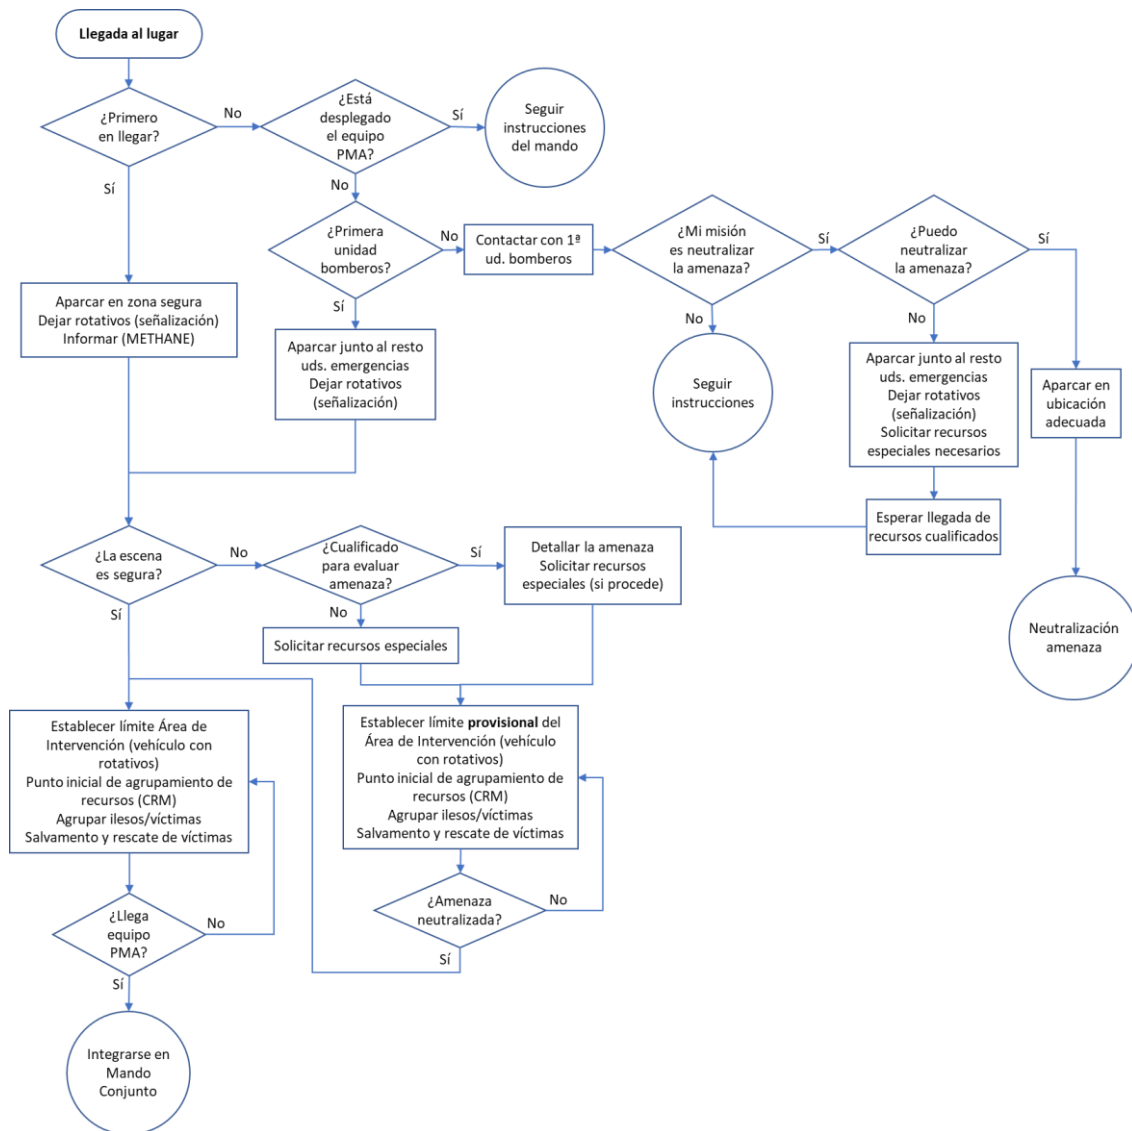 Llegada al lugar
¿Primero
en llegar?
No
¿Está
desplegado
el equipo
PMA?
Sí
Seguir
instrucciones
del mando
Sí
No
¿Primera
unidad
bomberos?
No
Contactar con 1ª
ud. bomberos
¿Mi misión
es neutralizar
la amenaza?
Sí
¿Puedo
neutralizar
la amenaza?
Sí
Aparcar en zona segura
Dejar rotativos (señalización)
Informar (METHANE)
Sí
Aparcar junto al resto
uds. emergencias
Dejar rotativos
(señalización)
No
Seguir
instrucciones
No
Aparcar junto al resto
uds. emergencias
Dejar rotativos
(señalización)
Solicitar recursos
especiales necesarios
Aparcar en
ubicación
adecuada
Esperar llegada de
recursos cualificados
Neutralización
amenaza
¿La escena
es segura?
No
¿Cualificado
para evaluar
amenaza?
Sí
Detallar la amenaza
Solicitar recursos
especiales (si procede)
Sí
No
Solicitar recursos especiales
Establecer límite Área de
Intervención (vehículo con
rotativos)
Punto inicial de agrupamiento de
recursos (CRM)
Agrupar ilesos/víctimas
Salvamento y rescate de víctimas
Establecer límite provisional del
Área de Intervención (vehículo
con rotativos)
Punto inicial de agrupamiento de
recursos (CRM)
Agrupar ilesos/víctimas
Salvamento y rescate de víctimas
¿Llega
equipo
PMA?
No
¿Amenaza
neutralizada?
No
Sí
Sí
Integrarse en
Mando
Conjunto